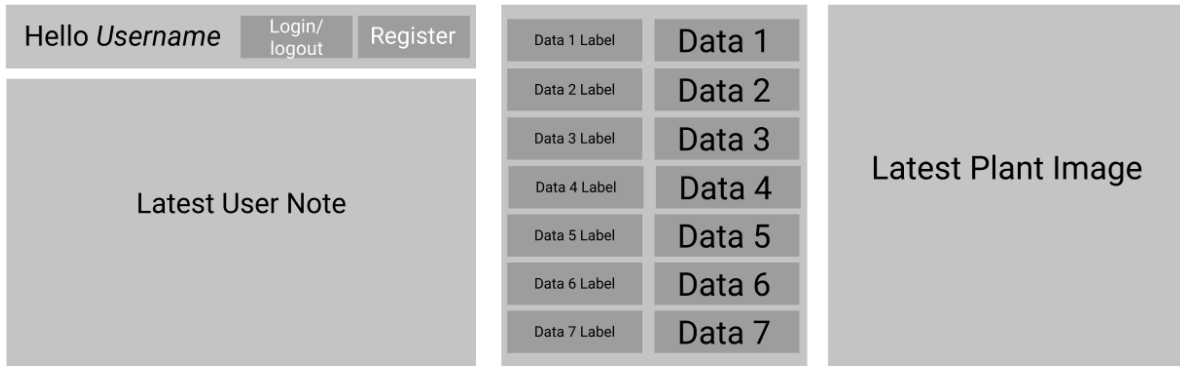 Hello Username
Login/
logout
Register
Latest User Note
Data 1 Label
Data 1
Data 2 Label
Data 2
Data 3 Label
Data 3
Data 4 Label
Data 4
Data 5 Label
Data 5
Data 6 Label
Data 6
Data 7 Label
Data 7
Latest Plant Image